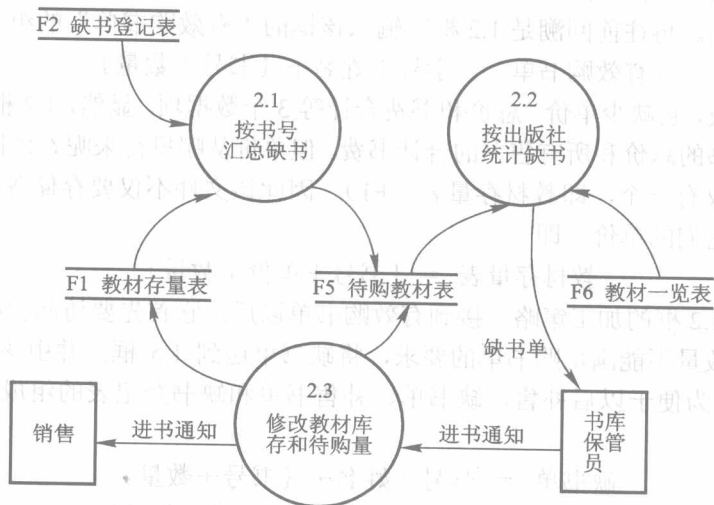 F2 缺书登记表
2.1
按书号
汇总缺书
2.2
按出版社
统计缺书
F1 教材存量表
F5 待购教材表
F6 教材一览表
缺书单
2.3
修改教材库
存和待购量
销售
进书通知
进书通知
书库
保管
员